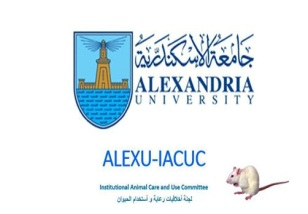 جامعة الإسكندرية
ALEXANDRIA
UNIVERSITY
ALEXU-IACUC
Institutional Animal Care and Use Committee
لجنة أخلاقيات رعاية و أستخدام الحيوان